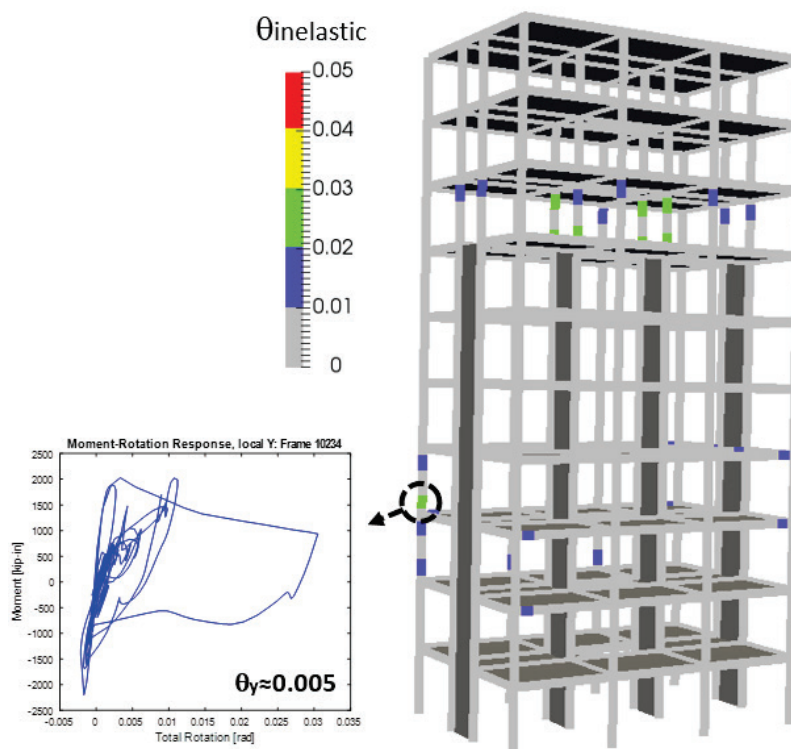 θinelastic
0.05
0.04
0.03
0.02
0.01
0
Moment-Rotation Response, local Y: Frame 10234
2500
2000
1500
1000
500
0
-500
-1000
-1500
-2000
-2500
Moment [kip-in]
θy≈0.005
-0.005 0 0.005 0.01 0.015 0.02 0.025 0.03 0.035
Total Rotation [rad]